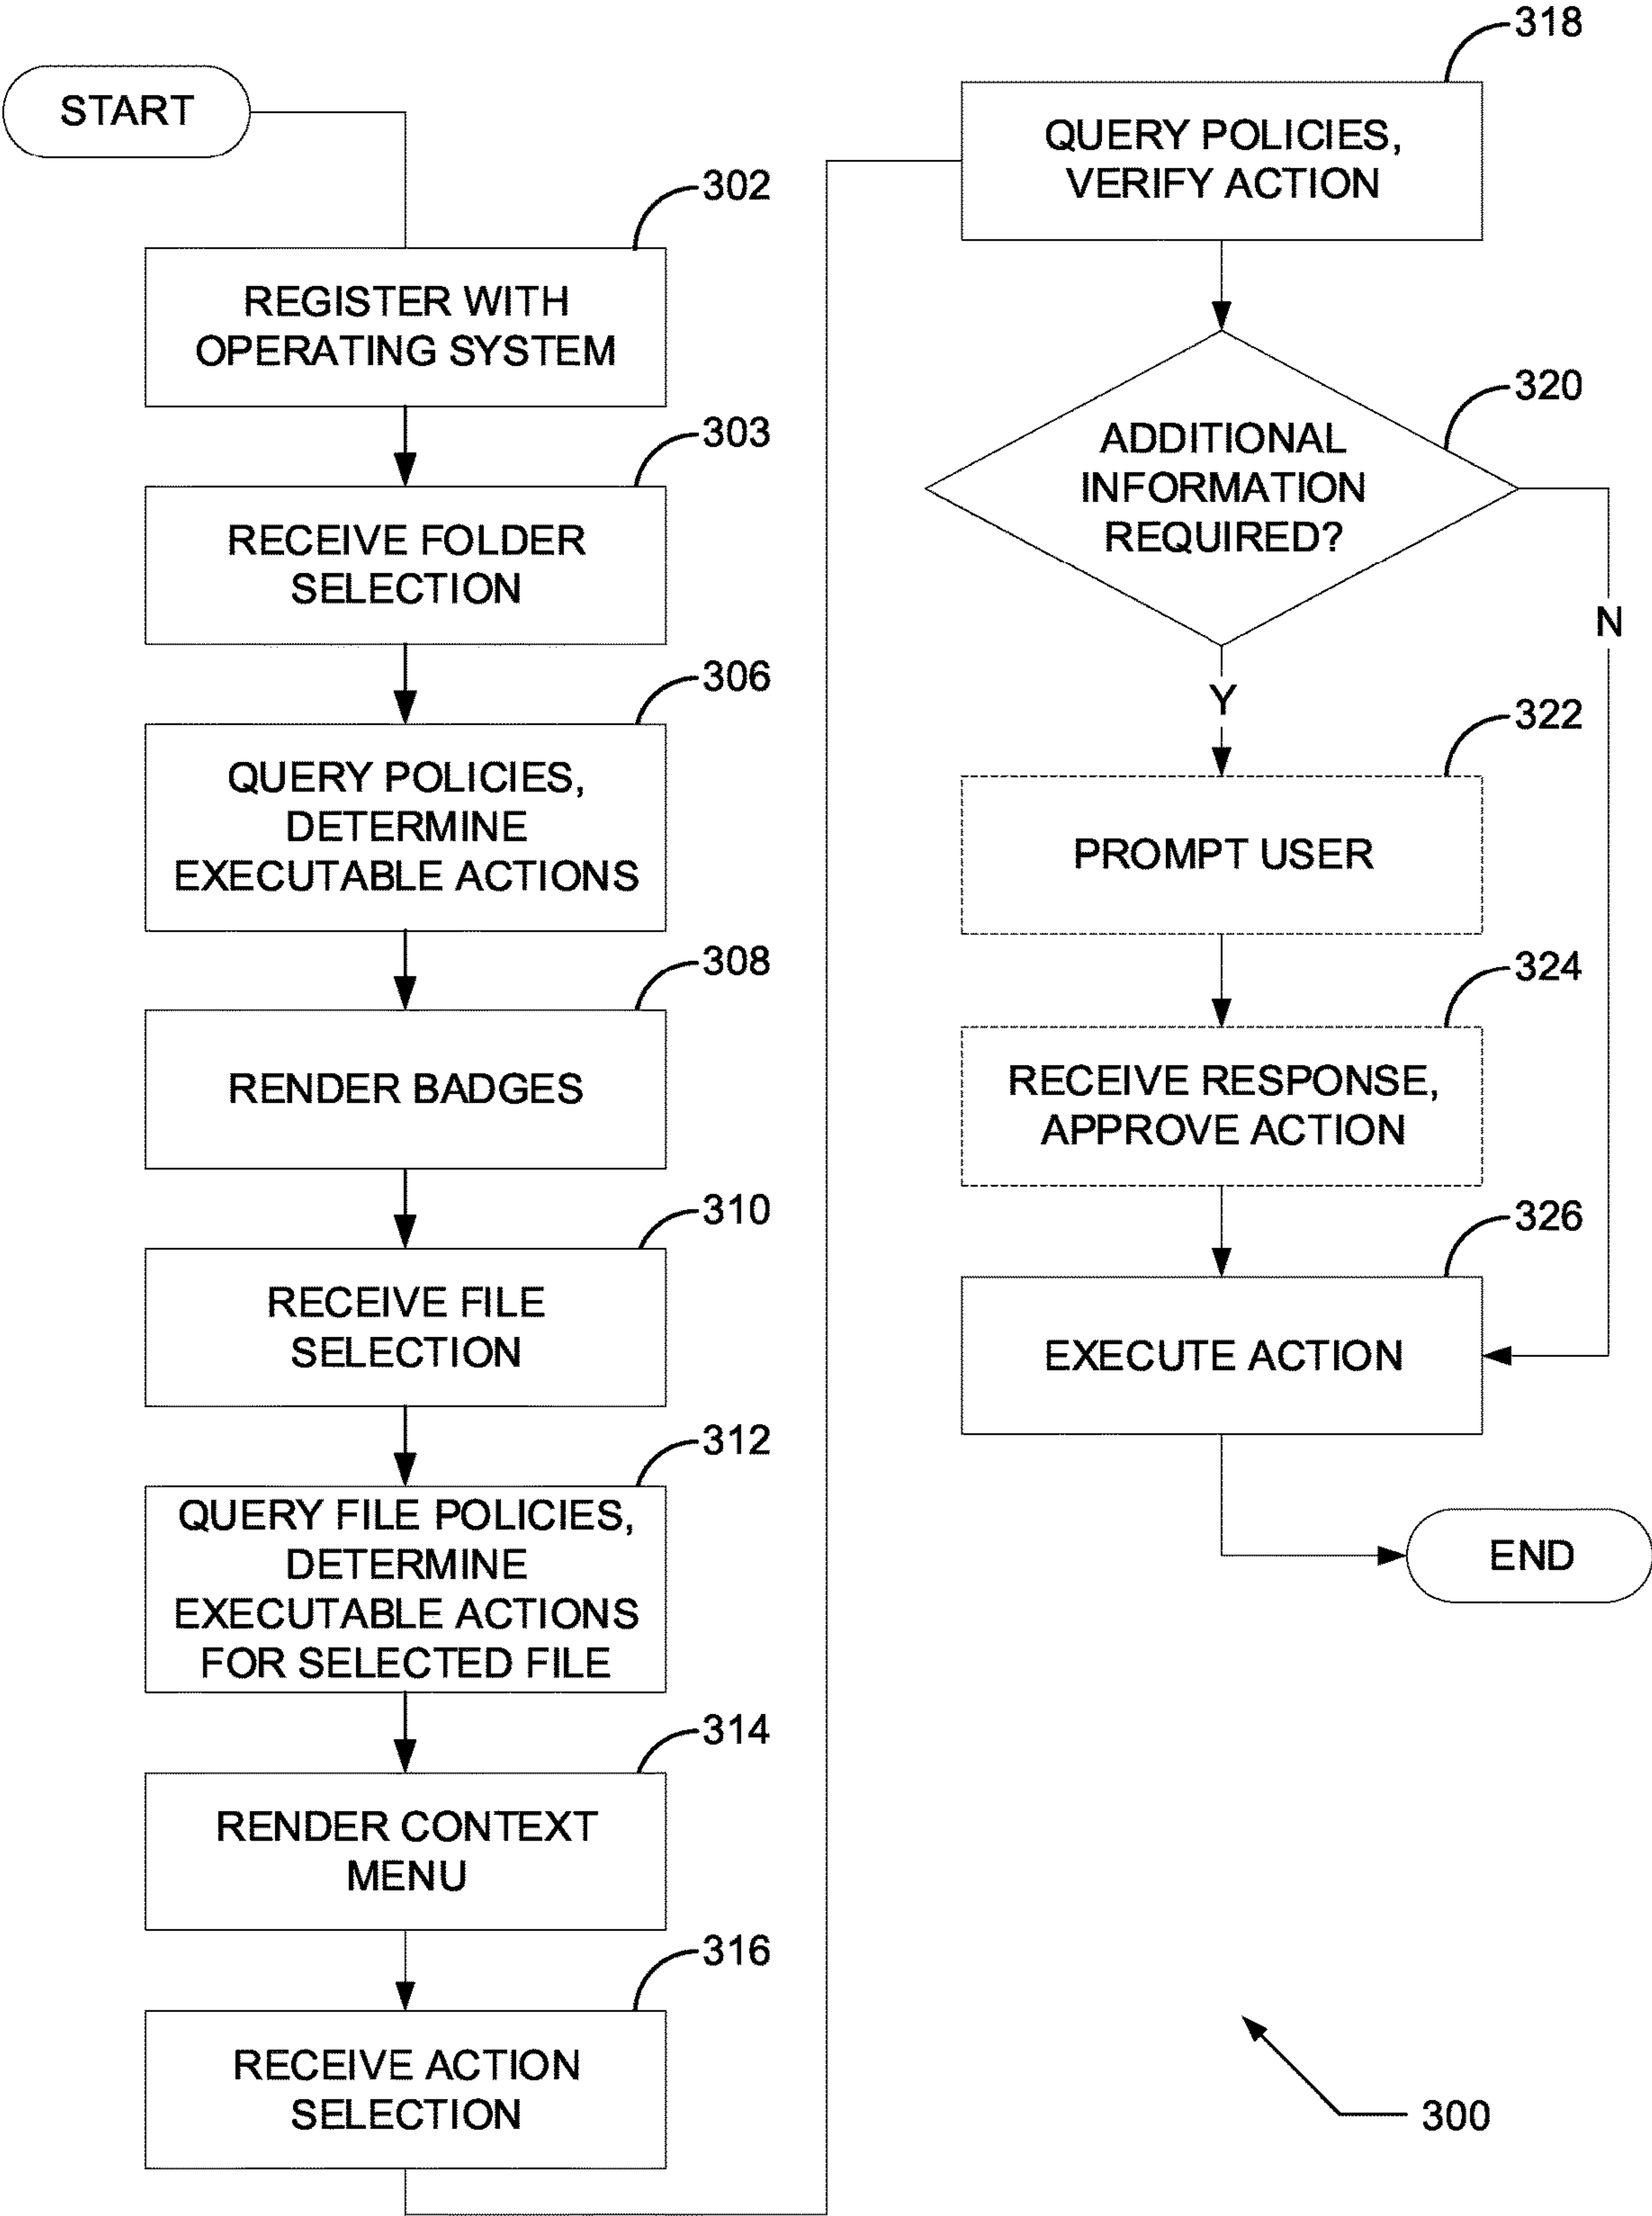 START
302
REGISTER WITH
OPERATING SYSTEM
303
RECEIVE FOLDER
SELECTION
306
QUERY POLICIES,
DETERMINE
EXECUTABLE ACTIONS
308
RENDER BADGES
310
RECEIVE FILE
SELECTION
312
QUERY FILE POLICIES,
DETERMINE
EXECUTABLE ACTIONS
FOR SELECTED FILE
314
RENDER CONTEXT
MENU
316
RECEIVE ACTION
SELECTION
318
QUERY POLICIES,
VERIFY ACTION
320
ADDITIONAL
INFORMATION
REQUIRED?
N
Y
322
PROMPT USER
324
RECEIVE RESPONSE,
APPROVE ACTION
326
EXECUTE ACTION
END
300